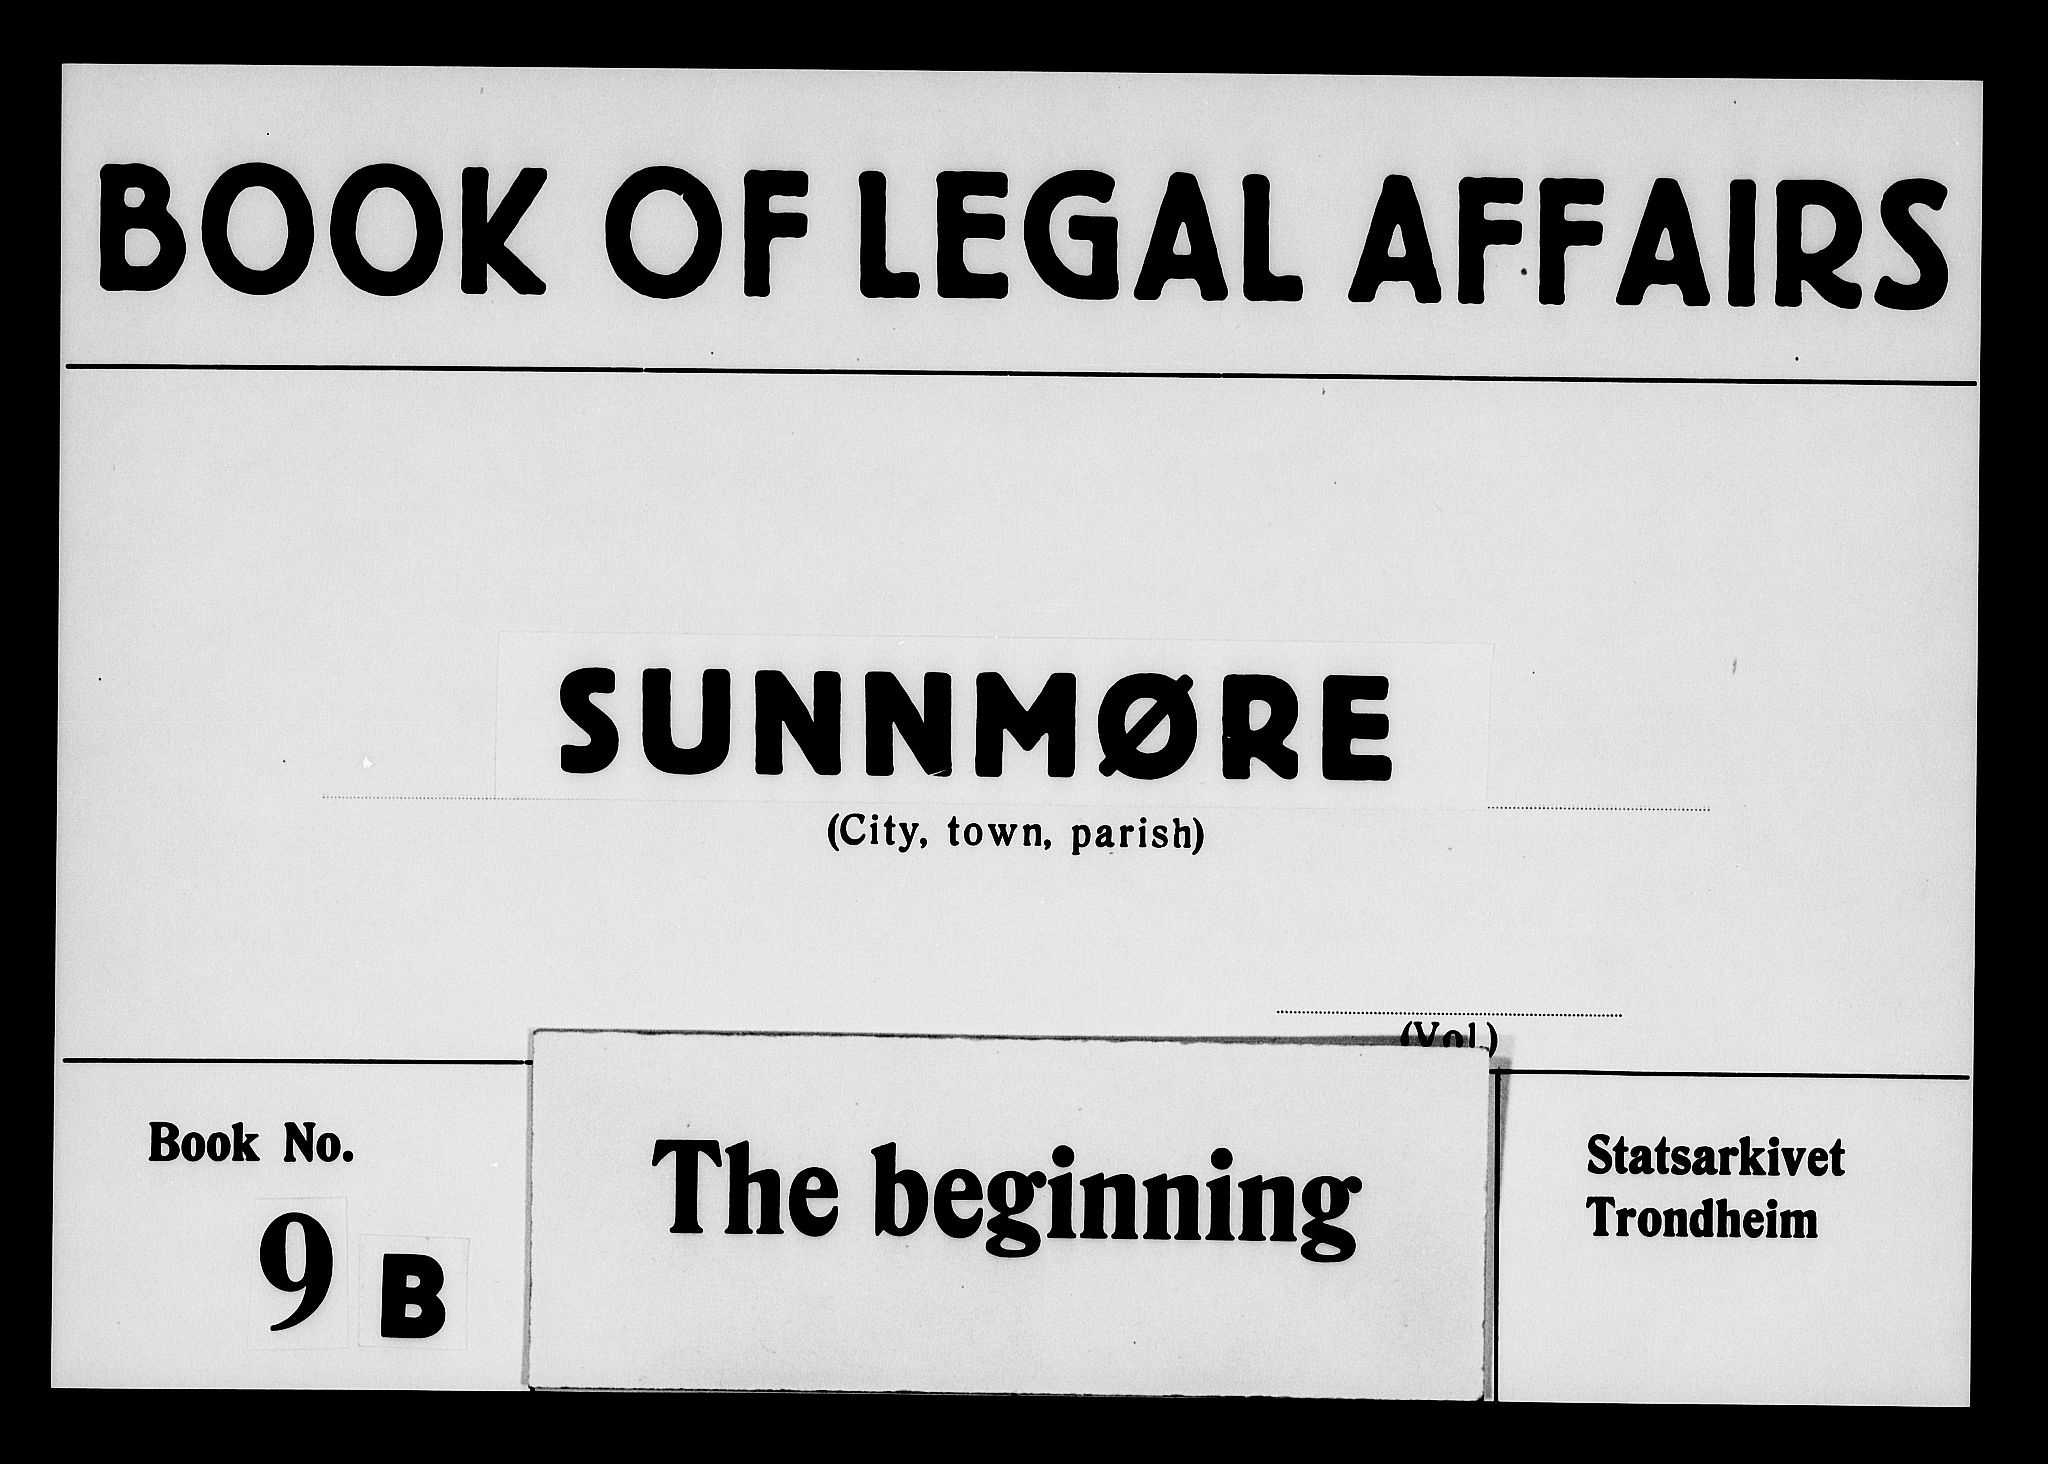 BOOK OF LEGAL AFFAIRS
SUNNMØRE
(City, town, parish)
(Vol.)
Book No.
9 B
The beginning
Statsarkivet
Trondheim